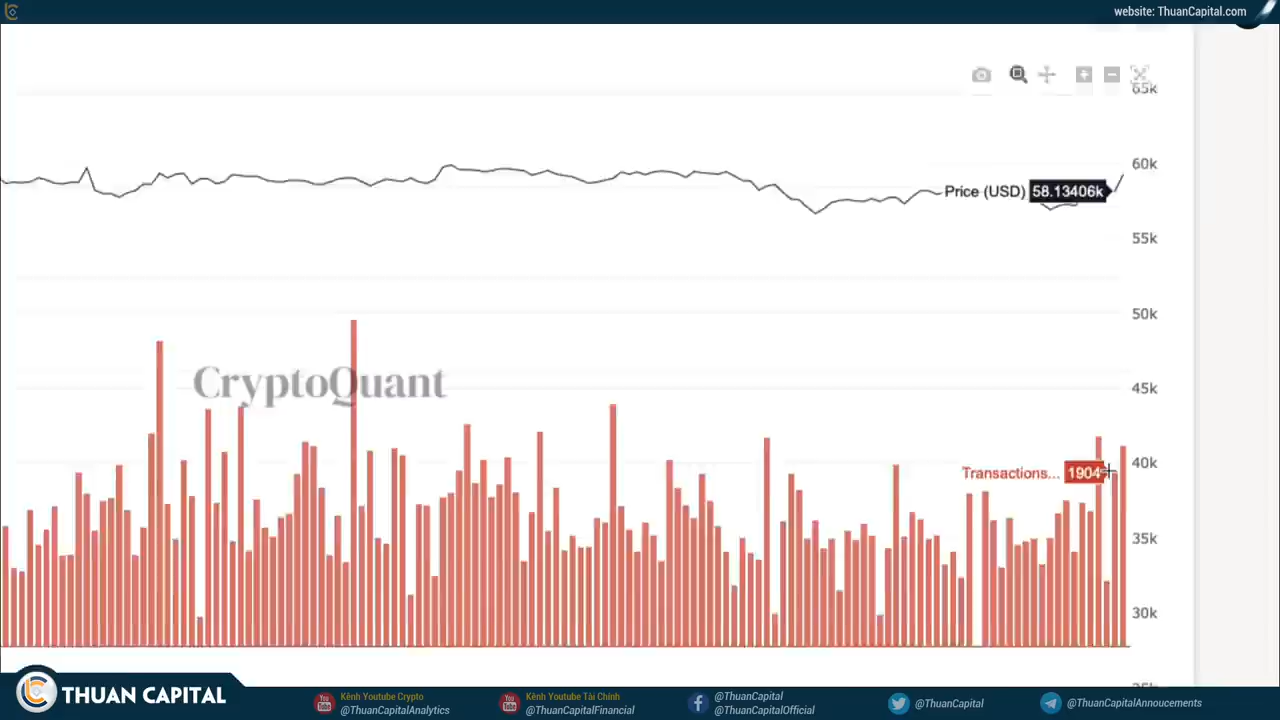 website: ThuanCapital.com
65k
60k
Price (USD) 58.13406k
55k
50k
CryptoQuant
45k
40k
Transactions... 1904
35k
30k
THUAN CAPITAL
Kênh Youtube Crypto
@ThuanCapitalAnalytics
Kênh Youtube Tài Chính
@ThuanCapitalFinancial
@ThuanCapital
@ThuanCapitalOfficial
@ThuanCapital
@ThuanCapitalAnnoucements